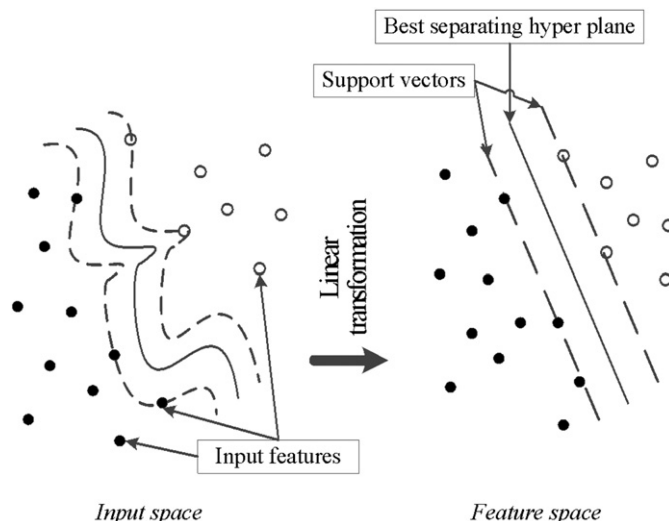 Best separating hyper plane
Support vectors
Linear
transformation
Input features
Input space
Feature space